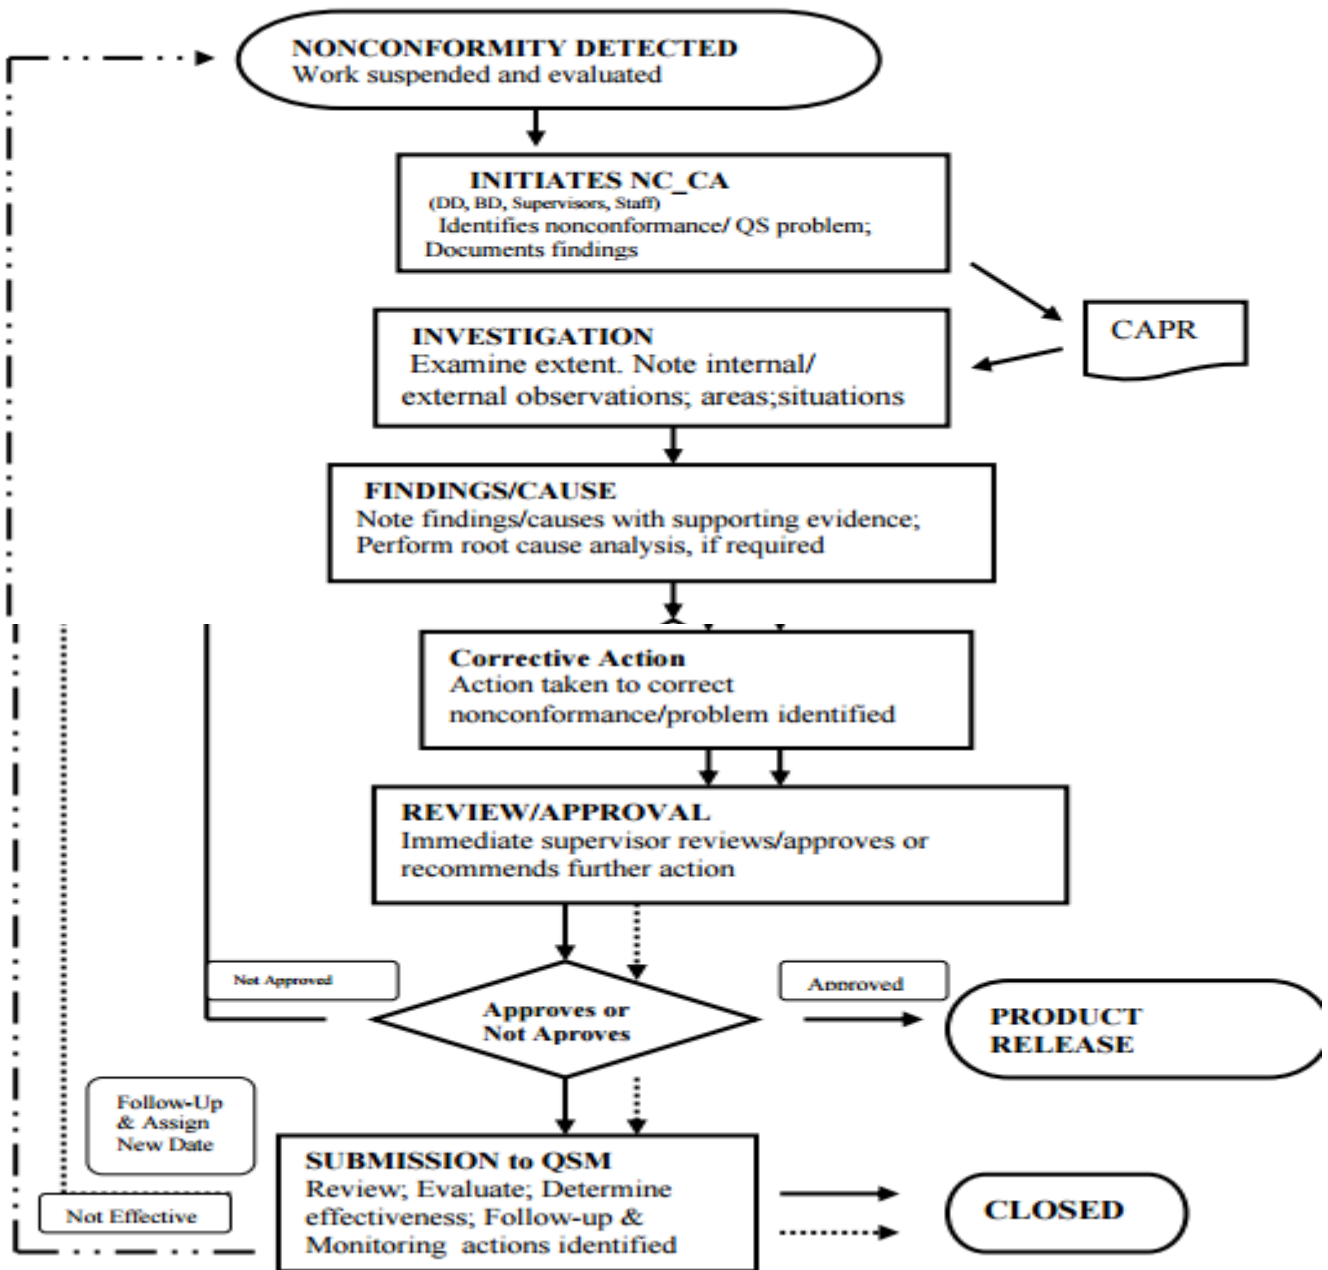 NONCONFORMITY DETECTED
Work suspended and evaluated
INITIATES NC_CA
(DD, BD, Supervisors, Staff)
Identifies nonconformance/ QS problem;
Documents findings
CAPR
INVESTIGATION
Examine extent. Note internal/
external observations; areas;situations
FINDINGS/CAUSE
Note findings/causes with supporting evidence;
Perform root cause analysis, if required
Corrective Action
Action taken to correct
nonconformance/problem identified
REVIEW/APPROVAL
Immediate supervisor reviews/approves or
recommends further action
Not Approved
Approves or
Not Aproves
Approved
PRODUCT
RELEASE
Follow-Up
& Assign
New Date
Not Effective
SUBMISSION to QSM
Review; Evaluate; Determine
effectiveness; Follow-up &
Monitoring actions identified
CLOSED